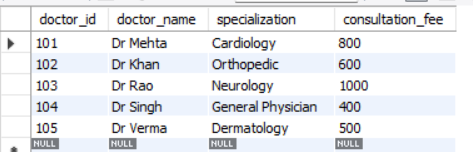 doctor_id doctor_name specialization consultation_fee
101 Dr Mehta Cardiology 800
102 Dr Khan Orthopedic 600
103 Dr Rao Neurology 1000
104 Dr Singh General Physician 400
105 Dr Verma Dermatology 500
NULL NULL NULL NULL